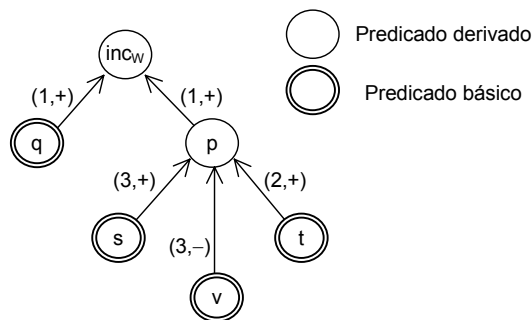 inc_W
Predicado derivado
(1,+)
(1,+)
Predicado básico
q
p
(3,+)
(2,+)
s
(3,−)
t
v